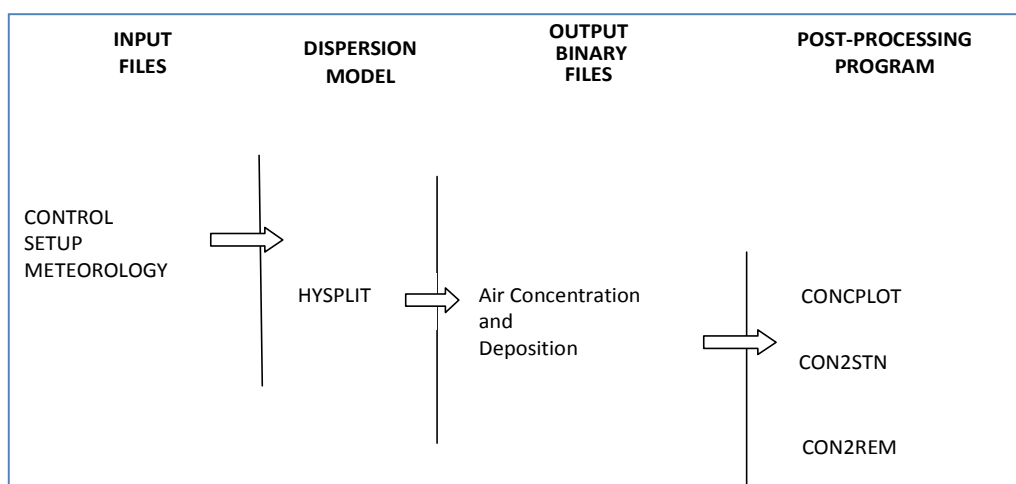 INPUT
FILES
DISPERSION
MODEL
OUTPUT
BINARY
FILES
POST-PROCESSING
PROGRAM
CONTROL
SETUP
METEOROLOGY
HYSPLIT
Air Concentration
and
Deposition
CONCPLOT
CON2STN
CON2REM